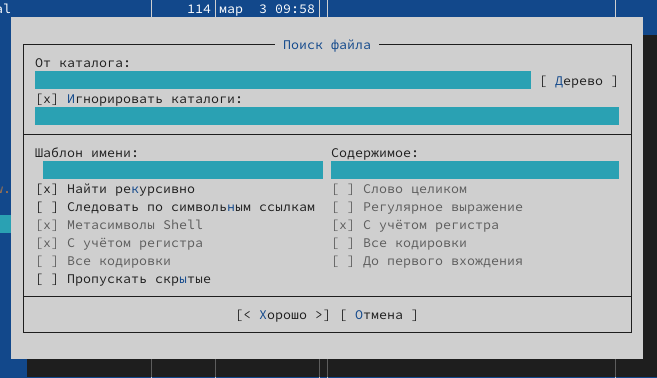 al 114 мар 3 09:58
Поиск файла
От каталога:
[ Дерево ]
[x] Игнорировать каталоги:
Шаблон имени: Содержимое:
[x] Найти рекурсивно [ ] Слово целиком
[ ] Следовать по символьным ссылкам [ ] Регулярное выражение
[x] Метасимволы Shell [x] С учётом регистра
[x] С учётом регистра [ ] Все кодировки
[ ] Все кодировки [ ] До первого вхождения
[ ] Пропускать скрытые
[< Хорошо >] [ Отмена ]